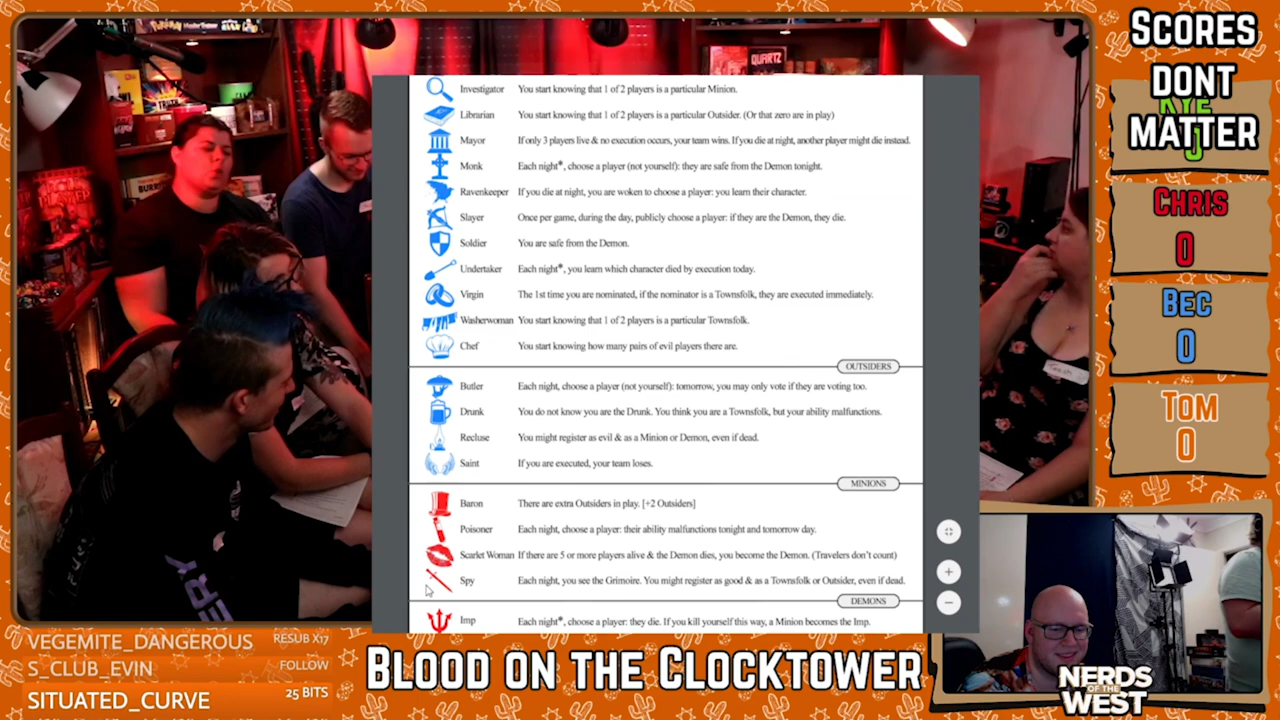 SCORES
DONT
MATTER
CHRIS
0
BEC
0
TOM
0
QUARTZ
TRUTH
Investigator You start knowing that 1 of 2 players is a particular Minion.
Librarian You start knowing that 1 of 2 players is a particular Outsider. (Or that zero are in play)
Mayor If only 3 players live & no execution occurs, your team wins. If you die at night, another player might die instead.
Monk Each night*, choose a player (not yourself): they are safe from the Demon tonight.
Ravenkeeper If you die at night, you are woken to choose a player: you learn their character.
Slayer Once per game, during the day, publicly choose a player: if they are the Demon, they die.
Soldier You are safe from the Demon.
Undertaker Each night*, you learn which character died by execution today.
Virgin The 1st time you are nominated, if the nominator is a Townsfolk, they are executed immediately.
Washerwoman You start knowing that 1 of 2 players is a particular Townsfolk.
Chef You start knowing how many pairs of evil players there are.
OUTSIDERS
Butler Each night, choose a player (not yourself): tomorrow, you may only vote if they are voting too.
Drunk You do not know you are the Drunk. You think you are a Townsfolk, but your ability malfunctions.
Recluse You might register as evil & as a Minion or Demon, even if dead.
Saint If you are executed, your team loses.
MINIONS
Baron There are extra Outsiders in play. [+2 Outsiders]
Poisoner Each night, choose a player: their ability malfunctions tonight and tomorrow day.
Scarlet Woman If there are 5 or more players alive & the Demon dies, you become the Demon. (Travelers don't count)
Spy Each night, you see the Grimoire. You might register as good & as a Townsfolk or Outsider, even if dead.
DEMONS
Imp Each night*, choose a player: they die. If you kill yourself this way, a Minion becomes the Imp.
VEGEMITE_DANGEROUS RESUB X17
S_CLUB_EVIN FOLLOW
SITUATED_CURVE 25 BITS
BLOOD ON THE CLOCKTOWER
NERDS
OF THE
WEST